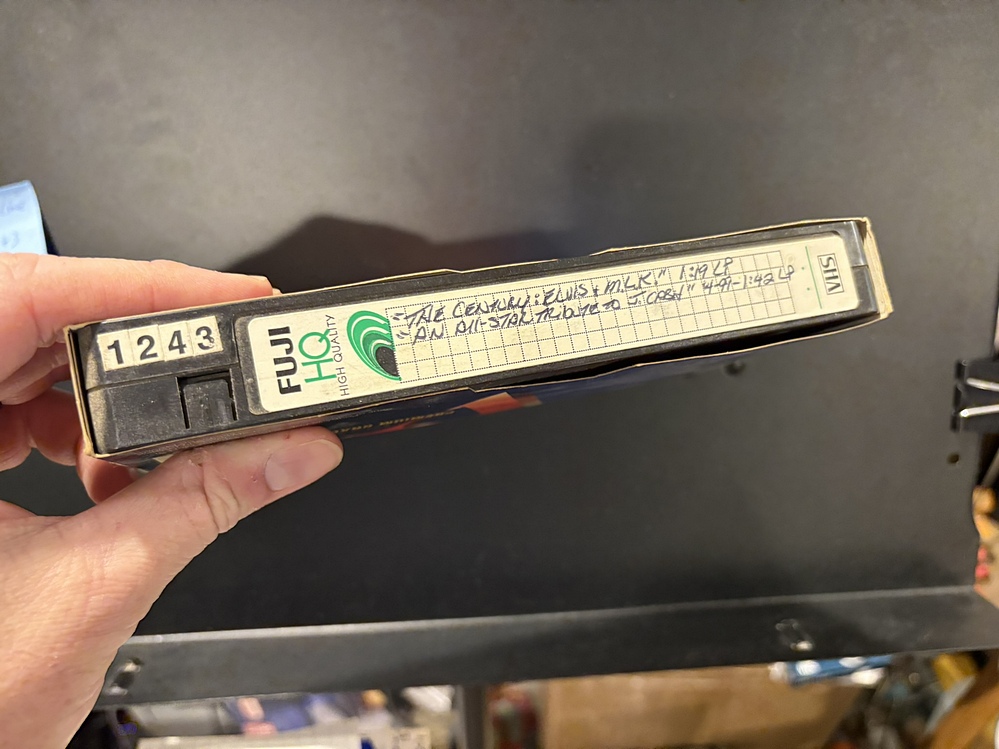 1243
FUJI
HQ
HIGH QUALITY
"THE CENTURY: ELVIS & M.L.K." 1:19 LP
"AN All-STAR TRIBUTE TO J. CASH" 4-99-1:42 LP
VHS